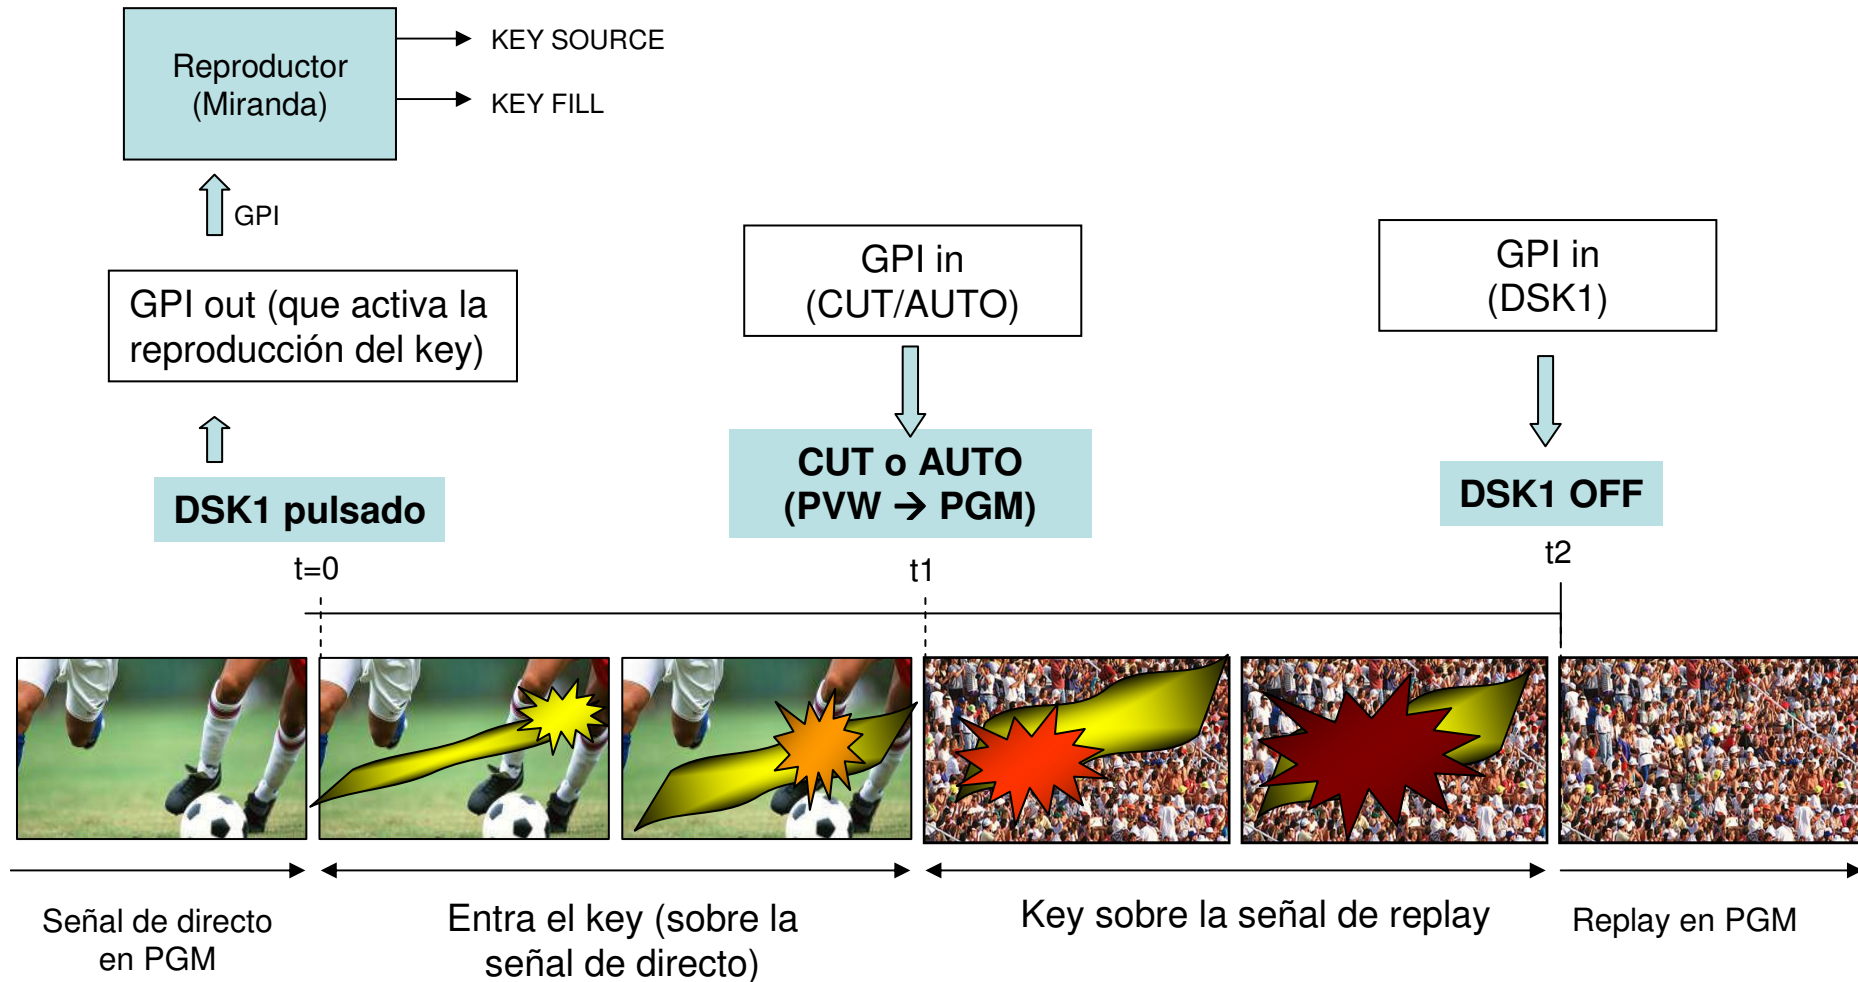 Reproductor
(Miranda)
KEY SOURCE
KEY FILL
GPI
GPI out (que activa la
reproducción del key)
GPI in
(CUT/AUTO)
GPI in
(DSK1)
DSK1 pulsado
CUT o AUTO
(PVW → PGM)
DSK1 OFF
t=0
t1
t2
Señal de directo
en PGM
Entra el key (sobre la
señal de directo)
Key sobre la señal de replay
Replay en PGM